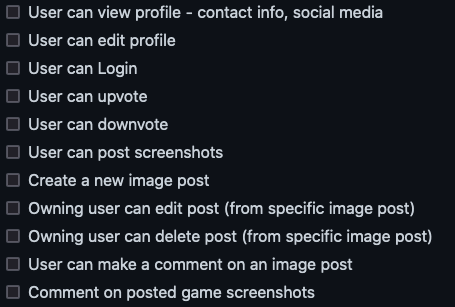 User can view profile - contact info, social media
User can edit profile
User can Login
User can upvote
User can downvote
User can post screenshots
Create a new image post
Owning user can edit post (from specific image post)
Owning user can delete post (from specific image post)
User can make a comment on an image post
Comment on posted game screenshots